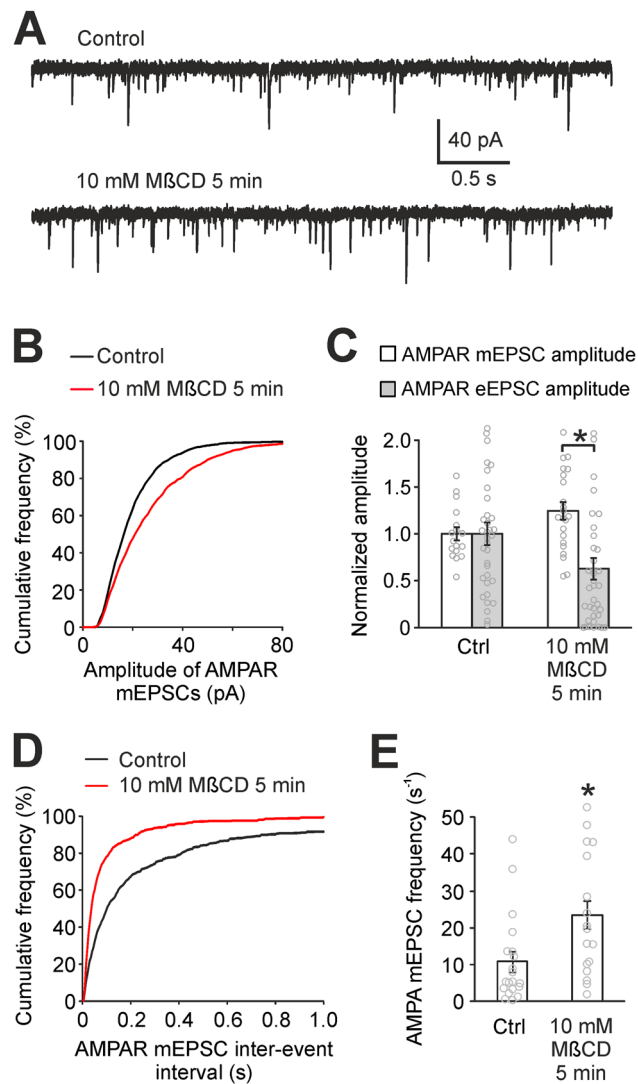 A
Control
40 pA
0.5 s
10 mM MßCD 5 min
B
Control
10 mM MßCD 5 min
Cumulative frequency (%)
100
80
60
40
20
0
0
40
80
Amplitude of AMPAR
mEPSCs (pA)
C
AMPAR mEPSC amplitude
AMPAR eEPSC amplitude
Normalized amplitude
2.0
1.5
1.0
0.5
0
*
Ctrl
10 mM
MßCD
5 min
D
Control
10 mM MßCD 5 min
Cumulative frequency (%)
100
80
60
40
20
0
0
0.2
0.4
0.6
0.8
1.0
AMPAR mEPSC inter-event
interval (s)
E
AMPA mEPSC frequency (s⁻¹)
50
40
30
20
10
0
*
Ctrl
10 mM
MßCD
5 min